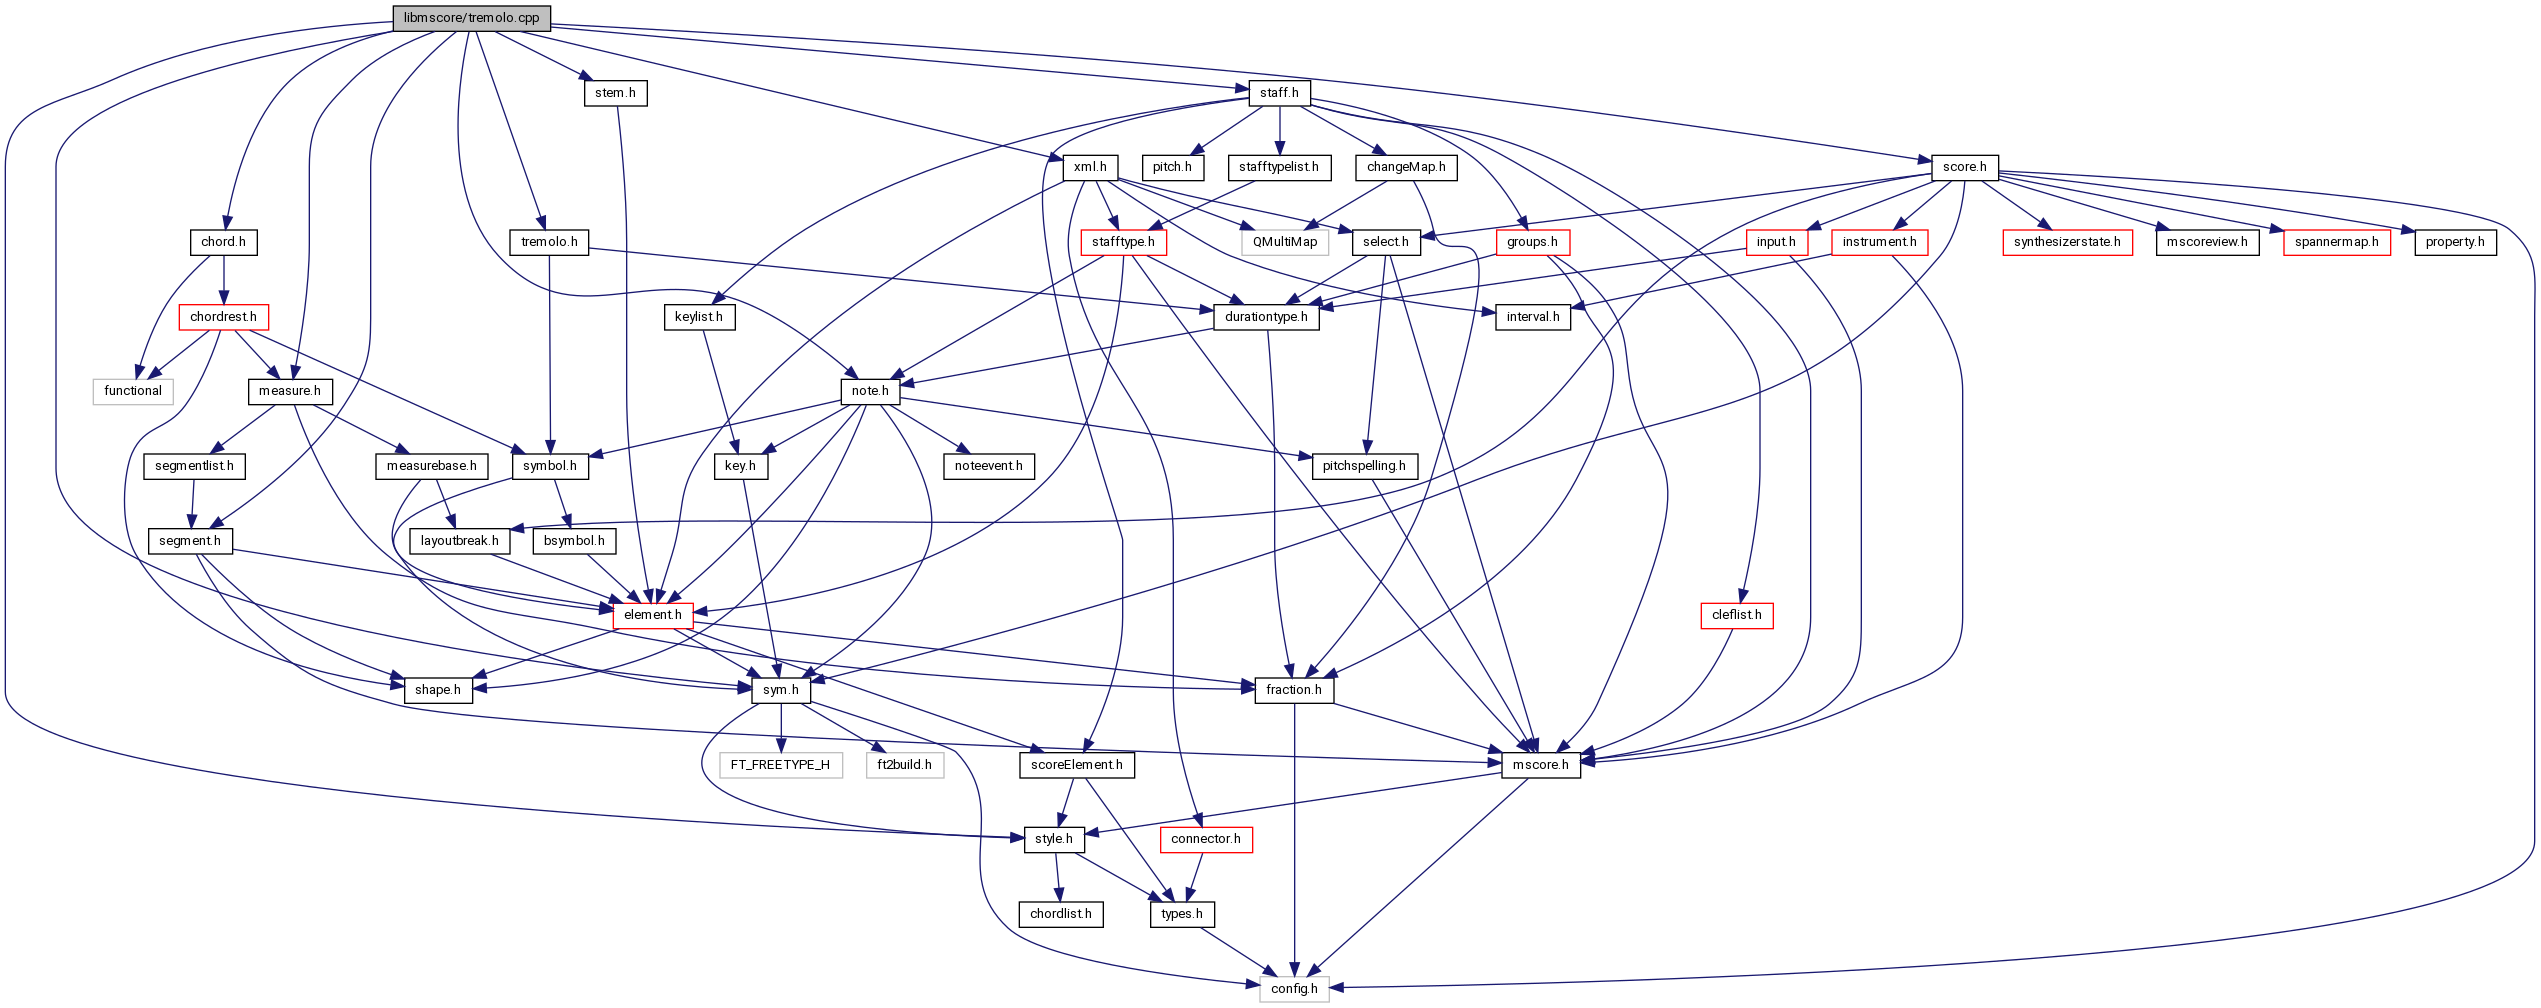 libmscore/tremolo.cpp
stem.h
staff.h
xml.h
pitch.h
stafftypelist.h
changeMap.h
score.h
chord.h
tremolo.h
stafftype.h
QMultiMap
select.h
groups.h
input.h
instrument.h
synthesizerstate.h
mscoreview.h
spannermap.h
property.h
chordrest.h
keylist.h
durationtype.h
interval.h
functional
measure.h
note.h
segmentlist.h
measurebase.h
symbol.h
key.h
noteevent.h
pitchspelling.h
segment.h
layoutbreak.h
bsymbol.h
element.h
cleflist.h
shape.h
sym.h
fraction.h
FT_FREETYPE_H
ft2build.h
scoreElement.h
mscore.h
style.h
connector.h
chordlist.h
types.h
config.h